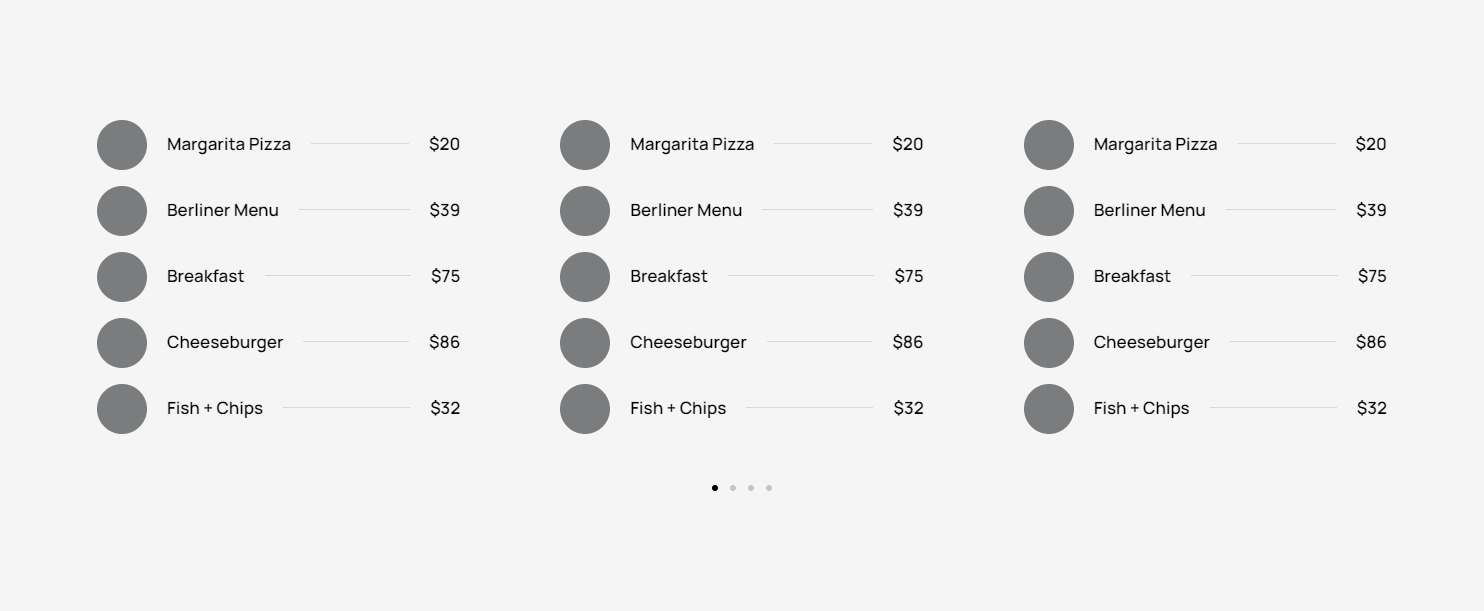 Margarita Pizza $20
Berliner Menu $39
Breakfast $75
Cheeseburger $86
Fish + Chips $32
Margarita Pizza $20
Berliner Menu $39
Breakfast $75
Cheeseburger $86
Fish + Chips $32
Margarita Pizza $20
Berliner Menu $39
Breakfast $75
Cheeseburger $86
Fish + Chips $32